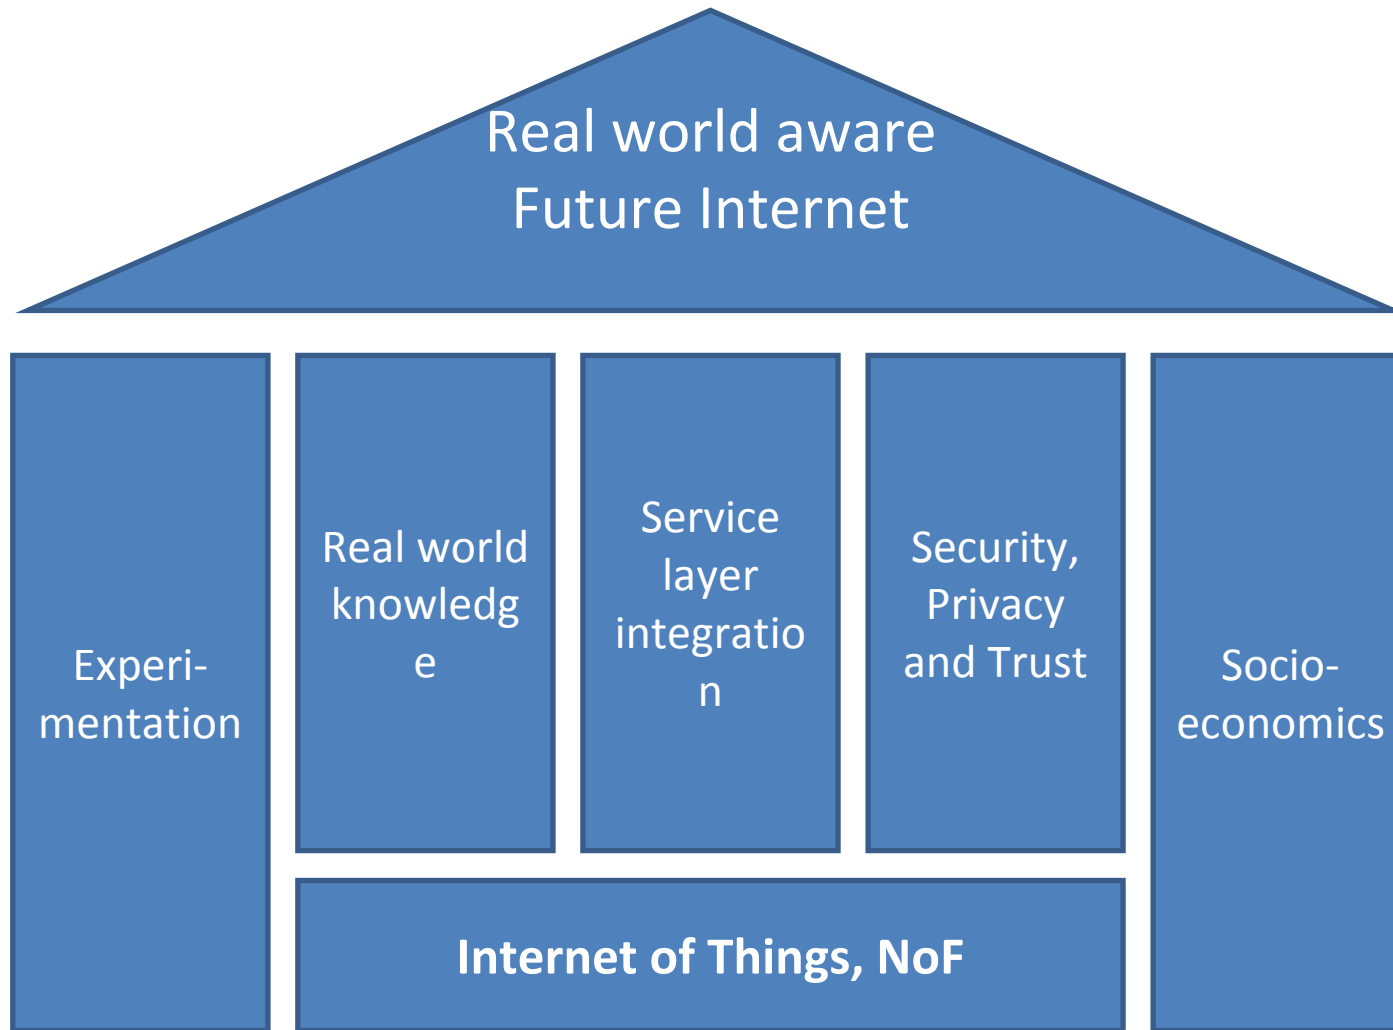 Real world aware
Future Internet
Experi-
mentation
Real world
knowledg
e
Service
layer
integratio
n
Security,
Privacy
and Trust
Socio-
economics
Internet of Things, NoF